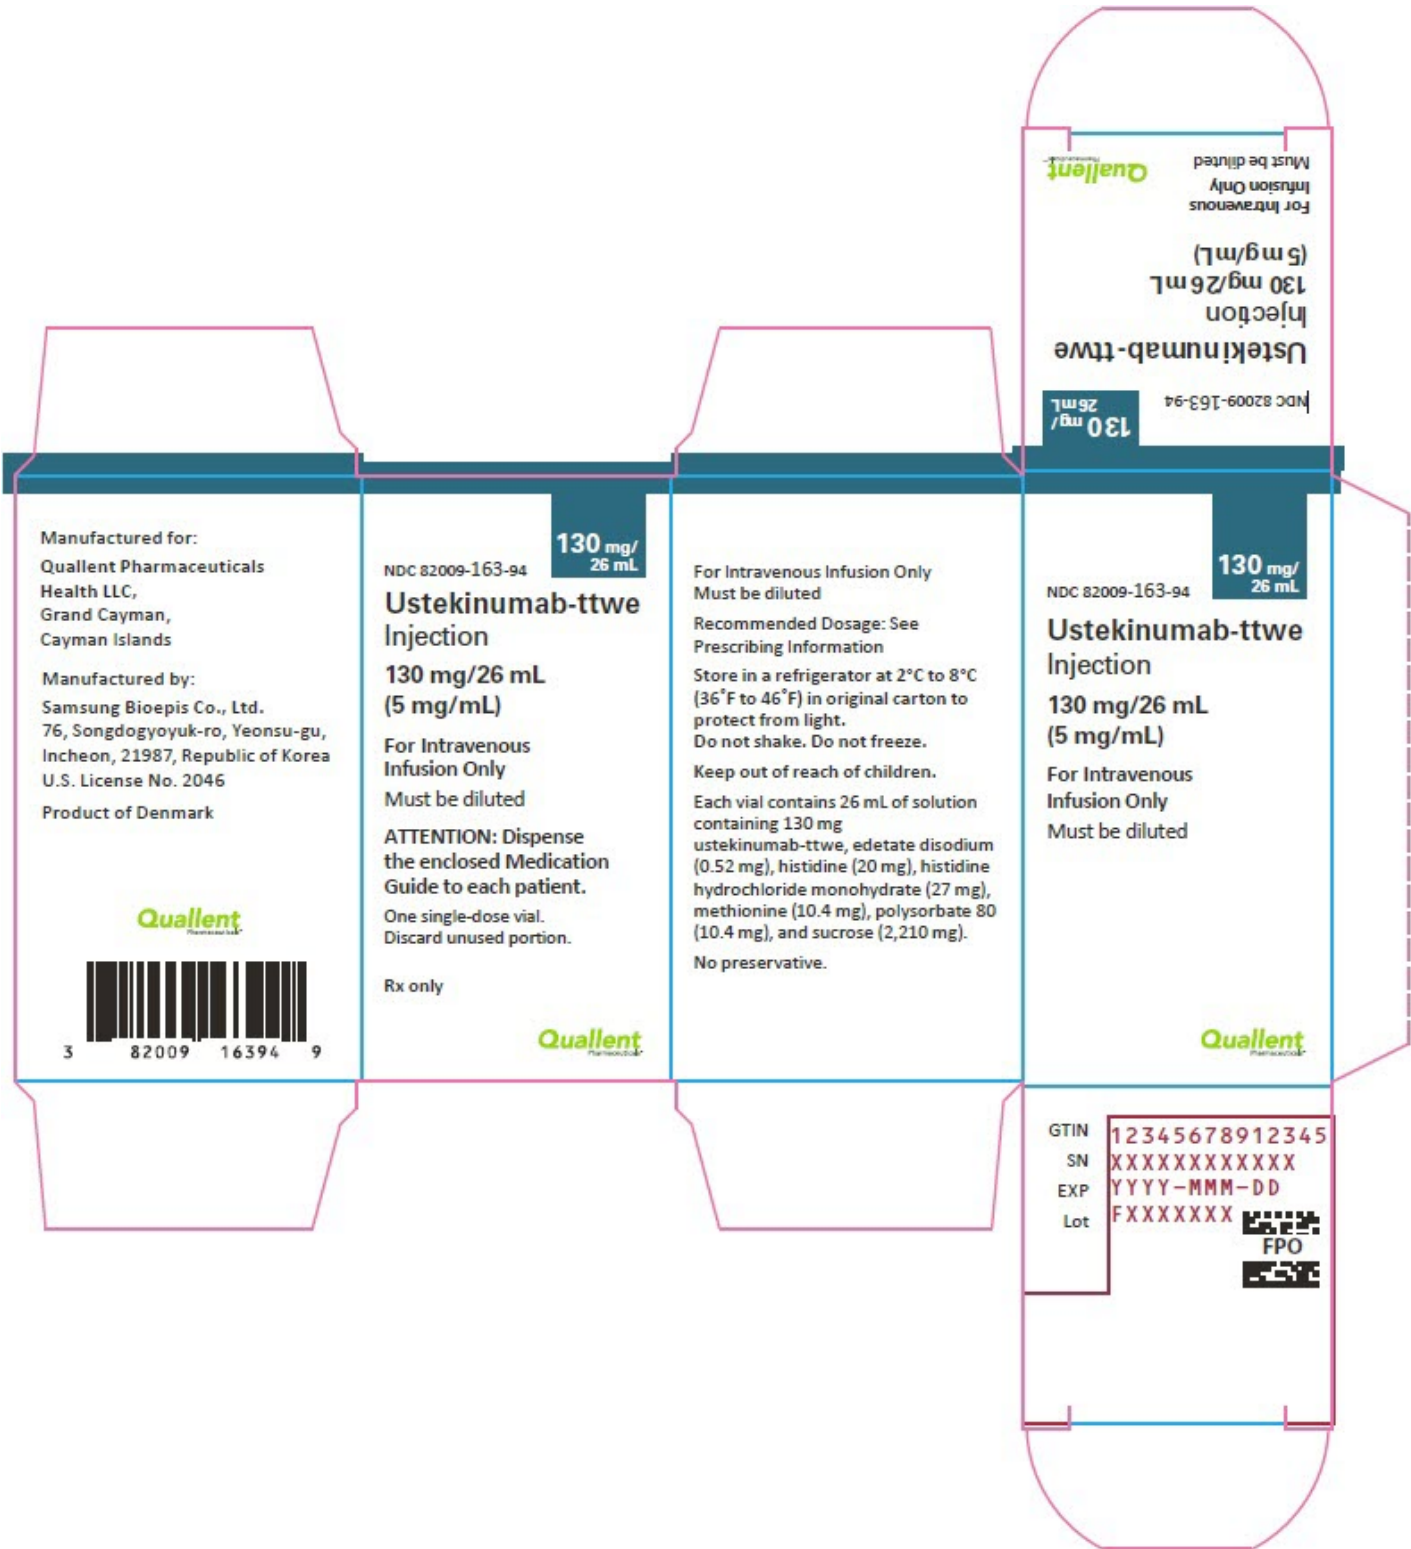 Quallent
Pharmaceuticals
Must be diluted
For Intravenous
Infusion Only
130 mg/26 mL
(5 mg/mL)
Ustekinumab-ttwe
Injection
NDC 82009-163-94
130 mg/
26 mL
Manufactured for:
Quallent Pharmaceuticals
Health LLC,
Grand Cayman,
Cayman Islands
Manufactured by:
Samsung Bioepis Co., Ltd.
76, Songdogyoyuk-ro, Yeonsu-gu,
Incheon, 21987, Republic of Korea
U.S. License No. 2046
Product of Denmark
Quallent
Pharmaceuticals
3 82009 16394 9
130 mg/
26 mL
NDC 82009-163-94
Ustekinumab-ttwe
Injection
130 mg/26 mL
(5 mg/mL)
For Intravenous
Infusion Only
Must be diluted
ATTENTION: Dispense
the enclosed Medication
Guide to each patient.
One single-dose vial.
Discard unused portion.
Rx only
Quallent
Pharmaceuticals
For Intravenous Infusion Only
Must be diluted
Recommended Dosage: See
Prescribing Information
Store in a refrigerator at 2°C to 8°C
(36˚F to 46˚F) in original carton to
protect from light.
Do not shake. Do not freeze.
Keep out of reach of children.
Each vial contains 26 mL of solution
containing 130 mg
ustekinumab-ttwe, edetate disodium
(0.52 mg), histidine (20 mg), histidine
hydrochloride monohydrate (27 mg),
methionine (10.4 mg), polysorbate 80
(10.4 mg), and sucrose (2,210 mg).
No preservative.
130 mg/
26 mL
NDC 82009-163-94
Ustekinumab-ttwe
Injection
130 mg/26 mL
(5 mg/mL)
For Intravenous
Infusion Only
Must be diluted
Quallent
Pharmaceuticals
GTIN 12345678912345
SN XXXXXXXXXXXX
EXP YYYY-MMM-DD
Lot FXXXXXXX
FPO